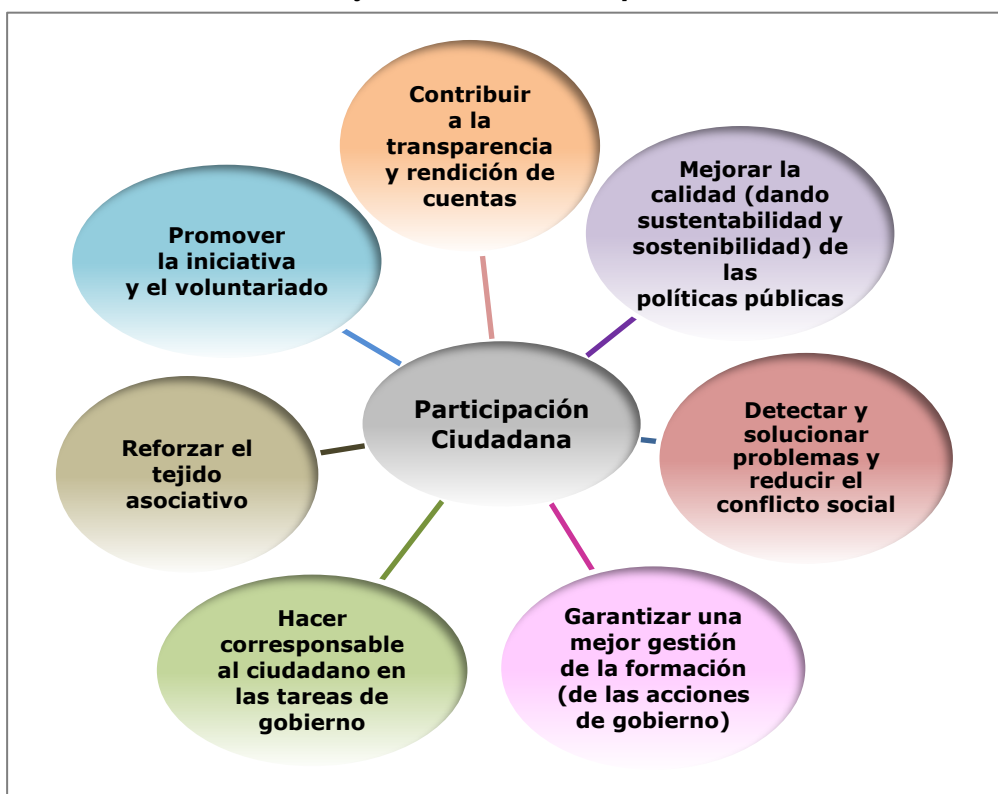 Contribuir
a la
transparencia
y rendición de
cuentas
Mejorar la
calidad (dando
sustentabilidad y
sostenibilidad) de
las
políticas públicas
Detectar y
solucionar
problemas y
reducir el
conflicto social
Garantizar una
mejor gestión
de la formación
(de las acciones
de gobierno)
Hacer
corresponsable
al ciudadano en
las tareas de
gobierno
Reforzar el
tejido
asociativo
Promover
la iniciativa
y el voluntariado
Participación
Ciudadana